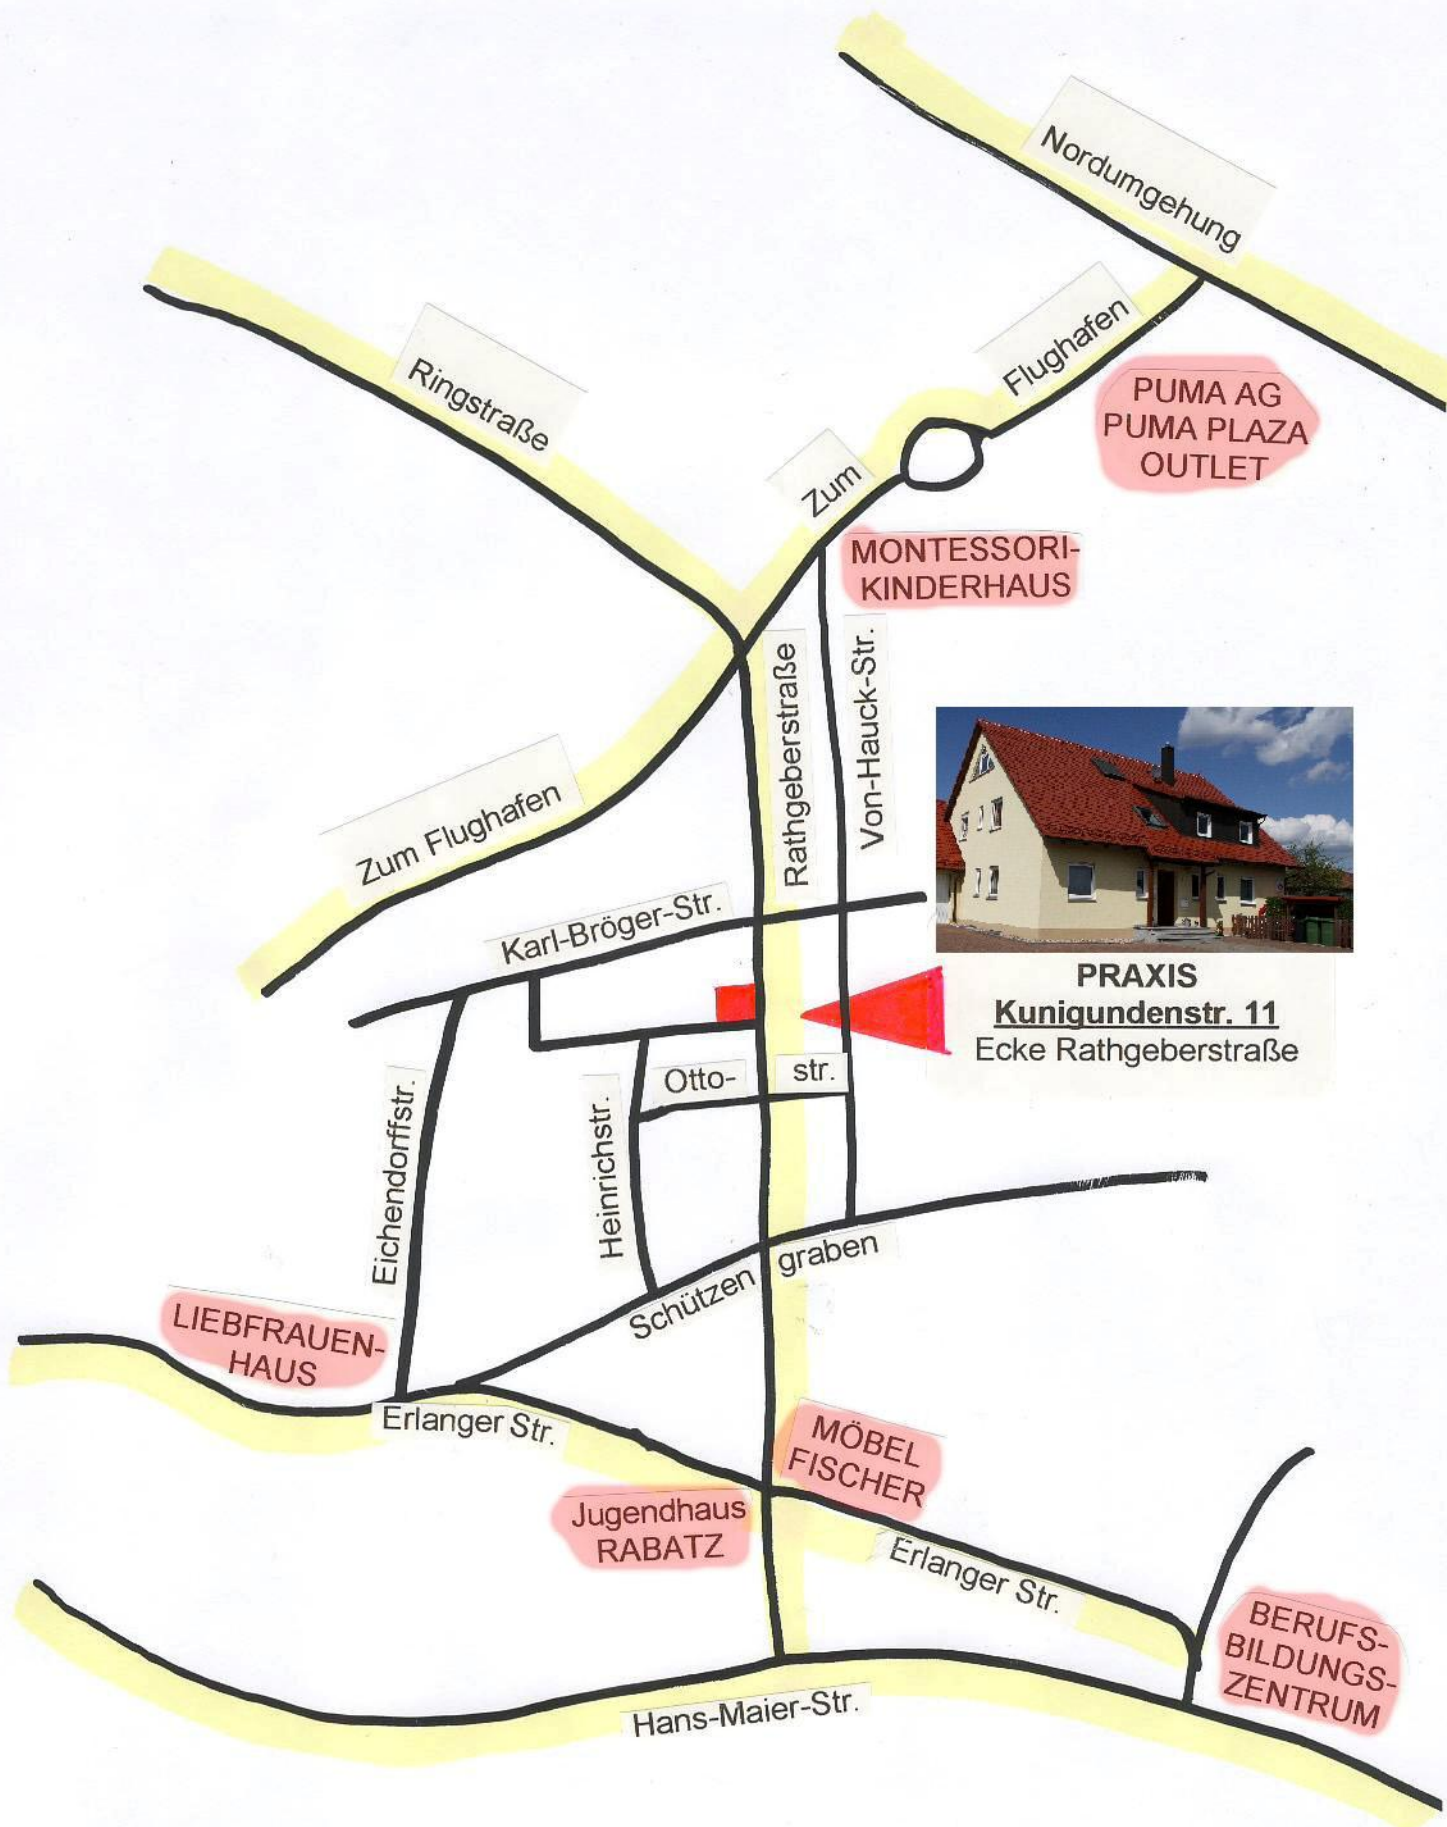 Nordumgehung
Flughafen
Ringstraße
PUMA AG
PUMA PLAZA
OUTLET
Zum
MONTESSORI-
KINDERHAUS
Rathgeberstraße
Von-Hauck-Str.
Zum Flughafen
Karl-Bröger-Str.
PRAXIS
Kunigundenstr. 11
Ecke Rathgeberstraße
Otto-
str.
Eichendorffstr.
Heinrichstr.
Schützen
graben
LIEBFRAUEN-
HAUS
Erlanger Str.
MÖBEL
FISCHER
Jugendhaus
RABATZ
Erlanger Str.
BERUFS-
BILDUNGS-
ZENTRUM
Hans-Maier-Str.